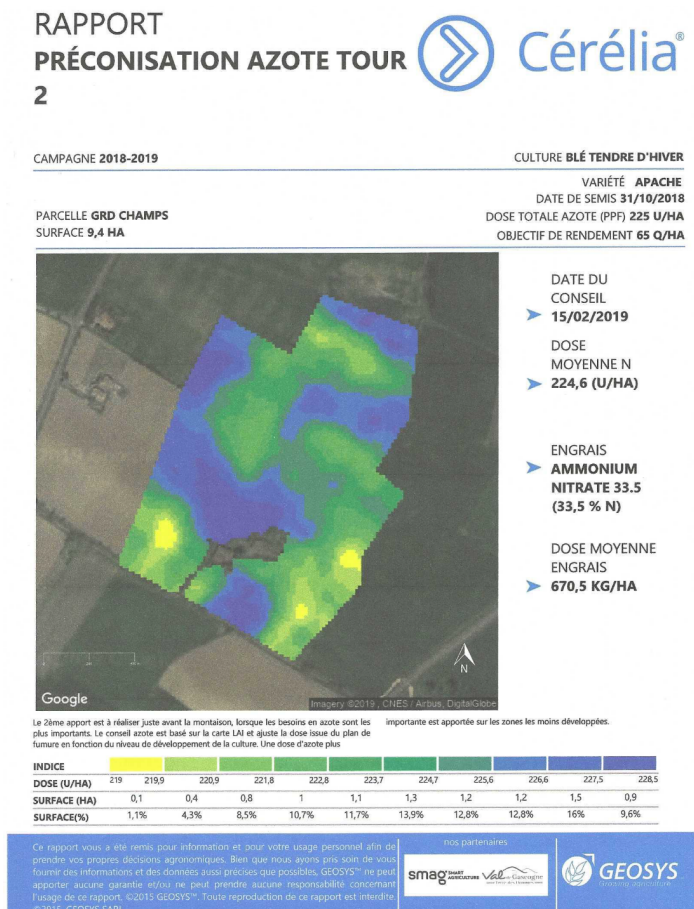 RAPPORT
PRÉCONISATION AZOTE TOUR
2
Cérélia®
CAMPAGNE 2018-2019
CULTURE BLÉ TENDRE D'HIVER
VARIÉTÉ APACHE
DATE DE SEMIS 31/10/2018
PARCELLE GRD CHAMPS
DOSE TOTALE AZOTE (PPF) 225 U/HA
SURFACE 9,4 HA
OBJECTIF DE RENDEMENT 65 Q/HA
DATE DU
CONSEIL
15/02/2019
DOSE
MOYENNE N
224,6 (U/HA)
ENGRAIS
AMMONIUM
NITRATE 33.5
(33,5 % N)
DOSE MOYENNE
ENGRAIS
670,5 KG/HA
N
Google
Imagery ©2019 , CNES / Airbus, DigitalGlobe
Le 2ème apport est à réaliser juste avant la montaison, lorsque les besoins en azote sont les
plus importants. Le conseil azote est basé sur la carte LAI et ajuste la dose issue du plan de
fumure en fonction du niveau de développement de la culture. Une dose d'azote plus
importante est apportée sur les zones les moins développées.
INDICE
DOSE (U/HA) 219 219,9 220,9 221,8 222,8 223,7 224,7 225,6 226,6 227,5 228,5
SURFACE (HA) 0,1 0,4 0,8 1 1,1 1,3 1,2 1,2 1,5 0,9
SURFACE(%) 1,1% 4,3% 8,5% 10,7% 11,7% 13,9% 12,8% 12,8% 16% 9,6%
Ce rapport vous a été remis pour information et pour votre usage personnel afin de
prendre vos propres décisions agronomiques. Bien que nous ayons pris soin de vous
fournir des informations et des données aussi précises que possibles, GEOSYS™ ne peut
apporter aucune garantie et/ou ne peut prendre aucune responsabilité concernant
l'usage de ce rapport. ©2015 GEOSYS™. Toute reproduction de ce rapport est interdite.
©2015, GEOSYS SARL
nos partenaires
smag SMART AGRICULTURE
Val de Gascogne
GEOSYS
Greening agriculture